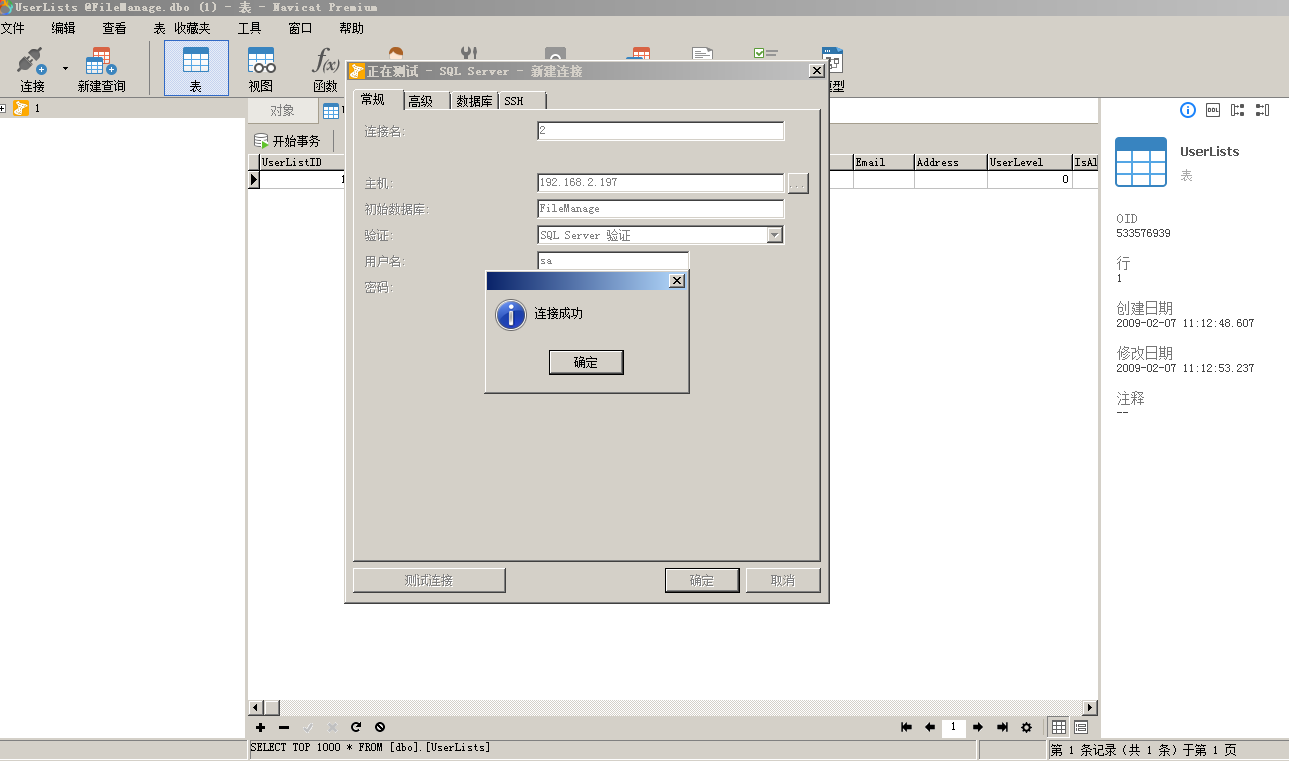 UserLists @FileManage.dbo (1) - 表 - Navicat Premium
文件 编辑 查看 表 收藏夹 工具 窗口 帮助
连接 新建查询 表 视图 函数 型
正在测试 - SQL Server - 新建连接
1
对象
常规 高级 数据库 SSH
DDL
开始事务
连接名: 2
UserLists
表
UserListID Email Address UserLevel IsAl
1 0
主机: 192.168.2.197 ...
初始数据库: FileManage
验证: SQL Server 验证
用户名: sa
密码:
连接成功
确定
OID
533576939
行
1
创建日期
2009-02-07 11:12:48.607
修改日期
2009-02-07 11:12:53.237
注释
--
测试连接 确定 取消
1
SELECT TOP 1000 * FROM [dbo].[UserLists]
第 1 条记录 (共 1 条) 于第 1 页